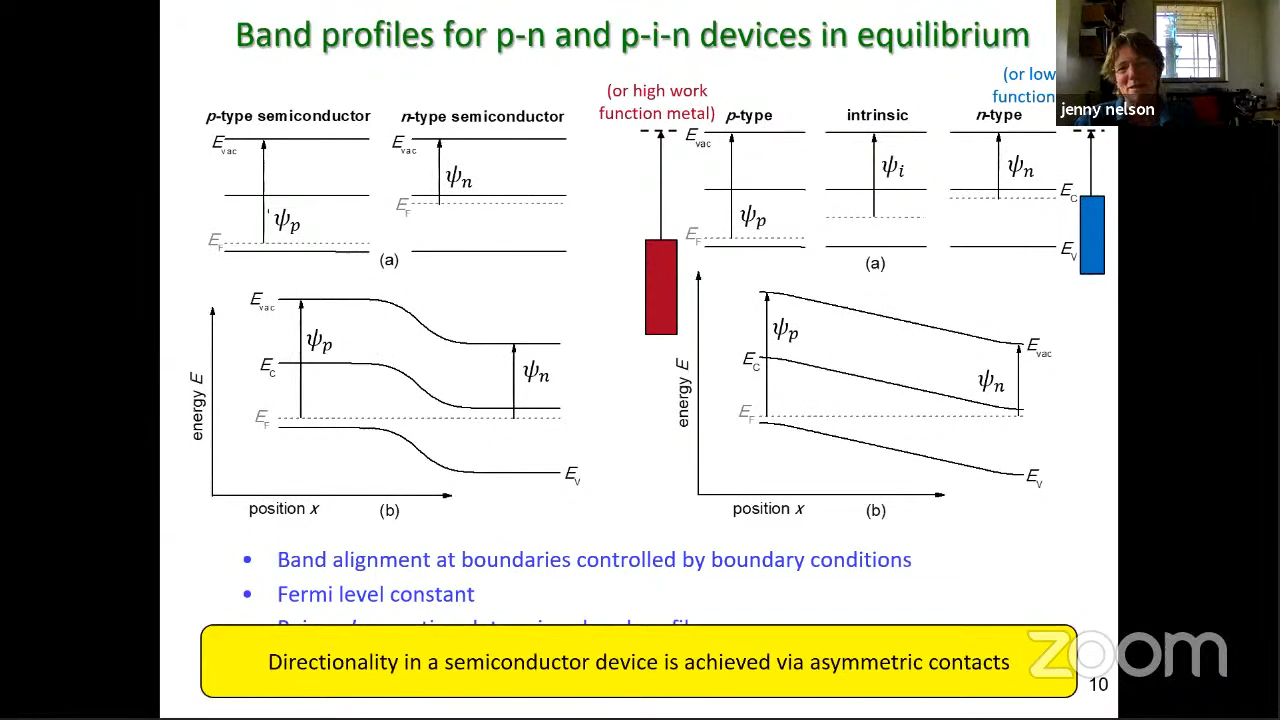 Band profiles for p-n and p-i-n devices in equilibrium
jenny nelson
p-type semiconductor
n-type semiconductor
E_vac
ψ_p
E_F
E_vac
ψ_n
E_F
(a)
(or high work
function metal)
(or low
function
p-type
intrinsic
n-type
E_vac
ψ_p
E_F
ψ_i
ψ_n
E_C
E_V
(a)
energy E
E_vac
ψ_p
E_C
E_F
ψ_n
E_V
position x
(b)
energy E
ψ_p
E_C
E_F
E_vac
ψ_n
E_V
position x
(b)
• Band alignment at boundaries controlled by boundary conditions
• Fermi level constant
Directionality in a semiconductor device is achieved via asymmetric contacts
zoom
10